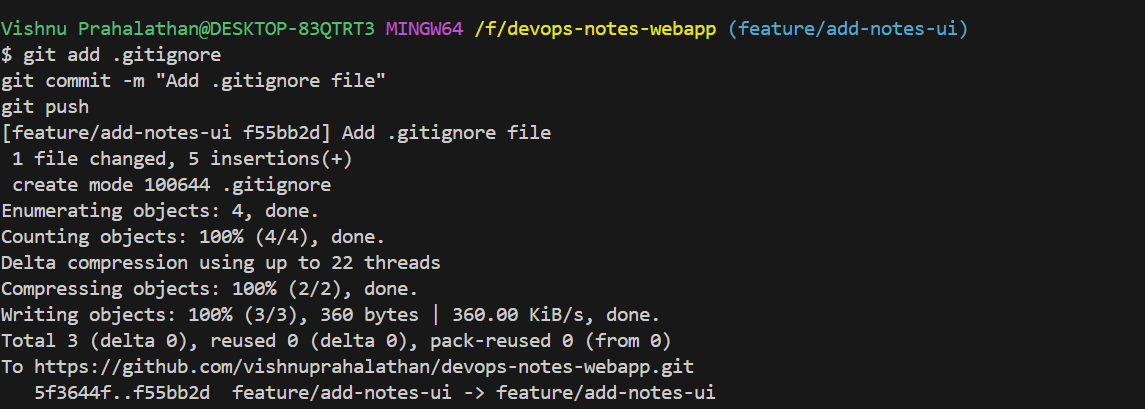 Vishnu Prahalathan@DESKTOP-83QTRT3 MINGW64 /f/devops-notes-webapp (feature/add-notes-ui)
$ git add .gitignore
git commit -m "Add .gitignore file"
git push
[feature/add-notes-ui f55bb2d] Add .gitignore file
 1 file changed, 5 insertions(+)
 create mode 100644 .gitignore
Enumerating objects: 4, done.
Counting objects: 100% (4/4), done.
Delta compression using up to 22 threads
Compressing objects: 100% (2/2), done.
Writing objects: 100% (3/3), 360 bytes | 360.00 KiB/s, done.
Total 3 (delta 0), reused 0 (delta 0), pack-reused 0 (from 0)
To https://github.com/vishnuprahalathan/devops-notes-webapp.git
   5f3644f..f55bb2d  feature/add-notes-ui -> feature/add-notes-ui